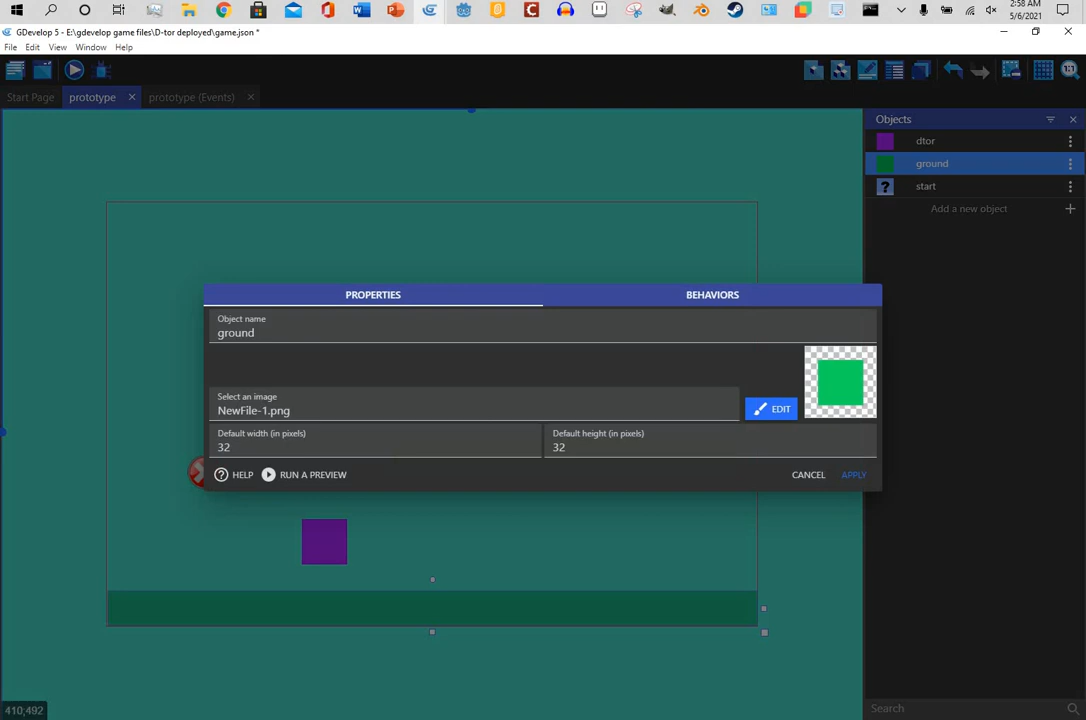 2:58 AM
5/6/2021
GDevelop 5 - E:\gdevelop game files\D-tor deployed\game.json *
File Edit View Window Help
1:1
Start Page prototype prototype (Events)
Objects
dtor
ground
? start
Add a new object
PROPERTIES BEHAVIORS
Object name
ground
Select an image
NewFile-1.png
EDIT
Default width (in pixels) Default height (in pixels)
32 32
HELP RUN A PREVIEW CANCEL APPLY
410;492
Search